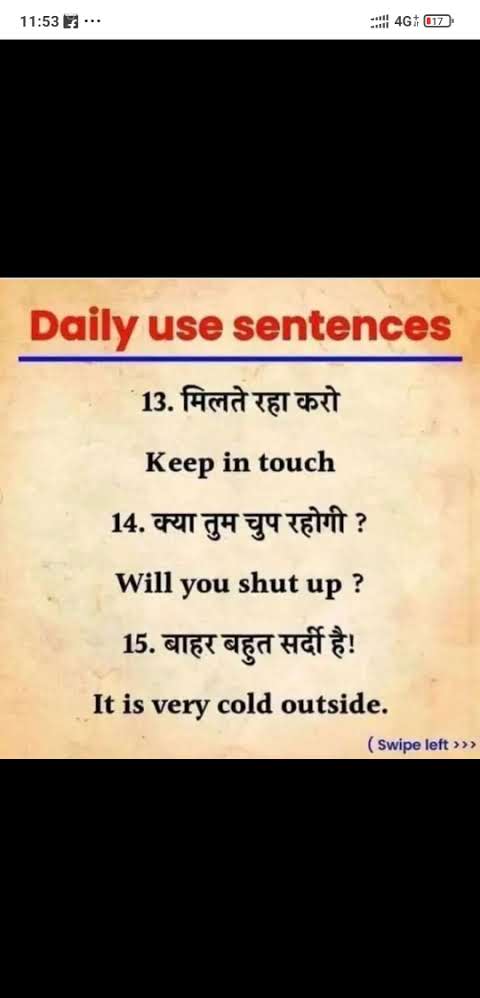 11:53 ...
4G 17
Daily use sentences
13. मिलते रहा करो
Keep in touch
14. क्या तुम चुप रहोगी ?
Will you shut up ?
15. बाहर बहुत सर्दी है!
It is very cold outside.
( Swipe left >>>